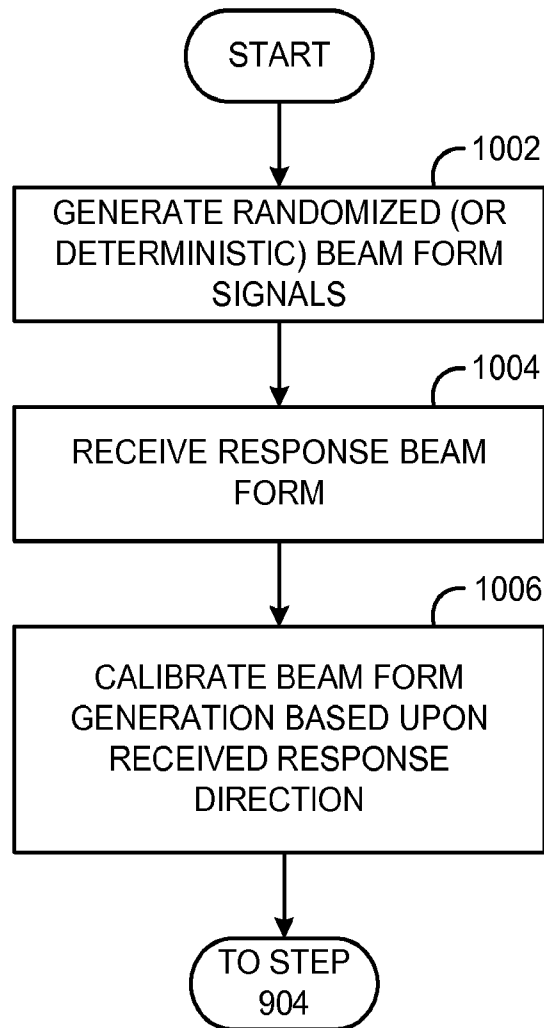 START
1002
GENERATE RANDOMIZED (OR
DETERMINISTIC) BEAM FORM
SIGNALS
1004
RECEIVE RESPONSE BEAM
FORM
1006
CALIBRATE BEAM FORM
GENERATION BASED UPON
RECEIVED RESPONSE
DIRECTION
TO STEP
904